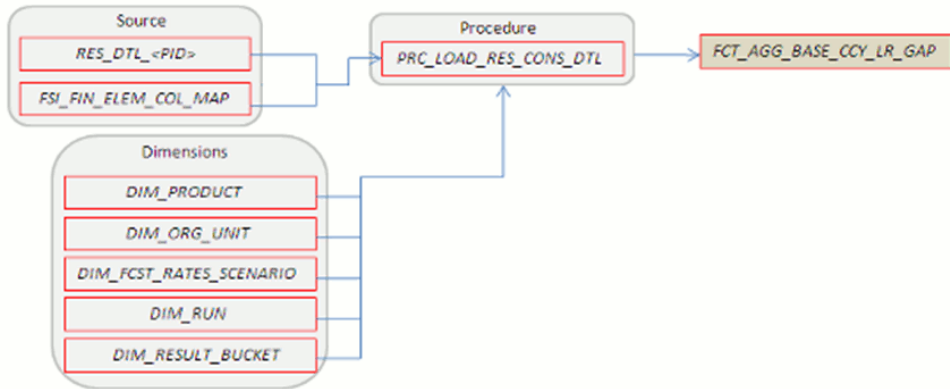 Source
RES_DTL_<PID>
FSI_FIN_ELEM_COL_MAP
Procedure
PRC_LOAD_RES_CONS_DTL
FCT_AGG_BASE_CCY_LR_GAP
Dimensions
DIM_PRODUCT
DIM_ORG_UNIT
DIM_FCST_RATES_SCENARIO
DIM_RUN
DIM_RESULT_BUCKET